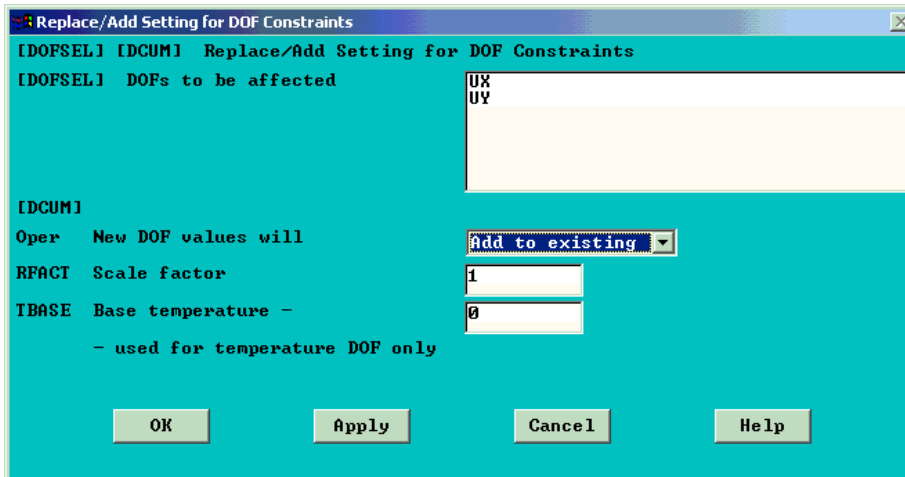 Replace/Add Setting for DOF Constraints
[DOFSEL] [DCUM] Replace/Add Setting for DOF Constraints
[DOFSEL] DOFs to be affected
UX
UY
[DCUM]
Oper New DOF values will Add to existing
RFACT Scale factor 1
TBASE Base temperature - 0
- used for temperature DOF only
OK Apply Cancel Help